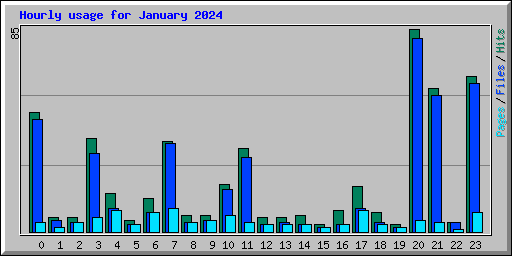 Hourly usage for January 2024
85
Pages/Files/Hits
0 1 2 3 4 5 6 7 8 9 10 11 12 13 14 15 16 17 18 19 20 21 22 23